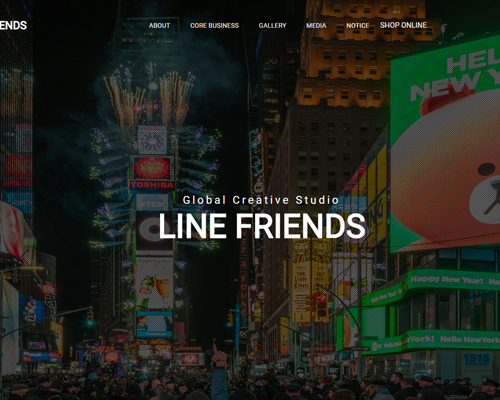 ENDS
ABOUT CORE BUSINESS GALLERY MEDIA NOTICE SHOP ONLINE
HEL
NEW Y
TOSHIBA
Global Creative Studio
LINE FRIENDS
Happy New Year!
York! Hello NewYork!
1515